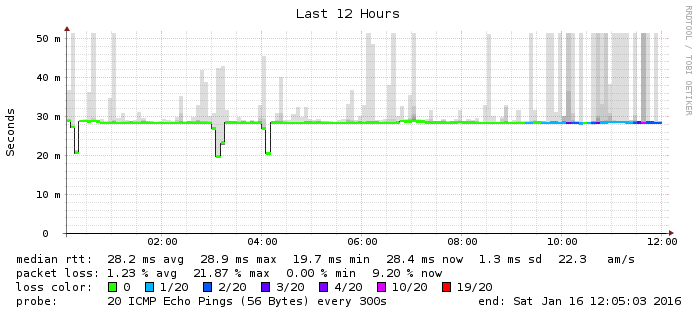 Last 12 Hours
RRDTOOL / TOBI OETIKER
Seconds
50 m
40 m
30 m
20 m
10 m
0
02:00 04:00 06:00 08:00 10:00 12:00
median rtt: 28.2 ms avg 28.9 ms max 19.7 ms min 28.4 ms now 1.3 ms sd 22.3 am/s
packet loss: 1.23 % avg 21.87 % max 0.00 % min 9.20 % now
loss color: 0 1/20 2/20 3/20 4/20 10/20 19/20
probe: 20 ICMP Echo Pings (56 Bytes) every 300s end: Sat Jan 16 12:05:03 2016